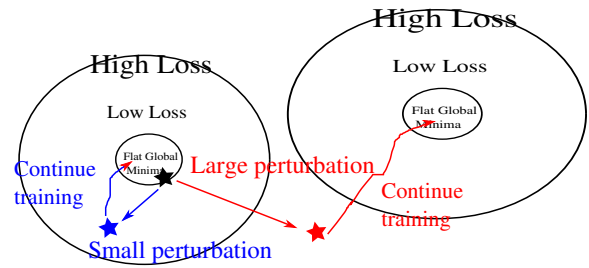 High Loss
Low Loss
Flat Global
Minima
Continue
training
Small perturbation
Large perturbation
High Loss
Low Loss
Flat Global
Minima
Continue
training